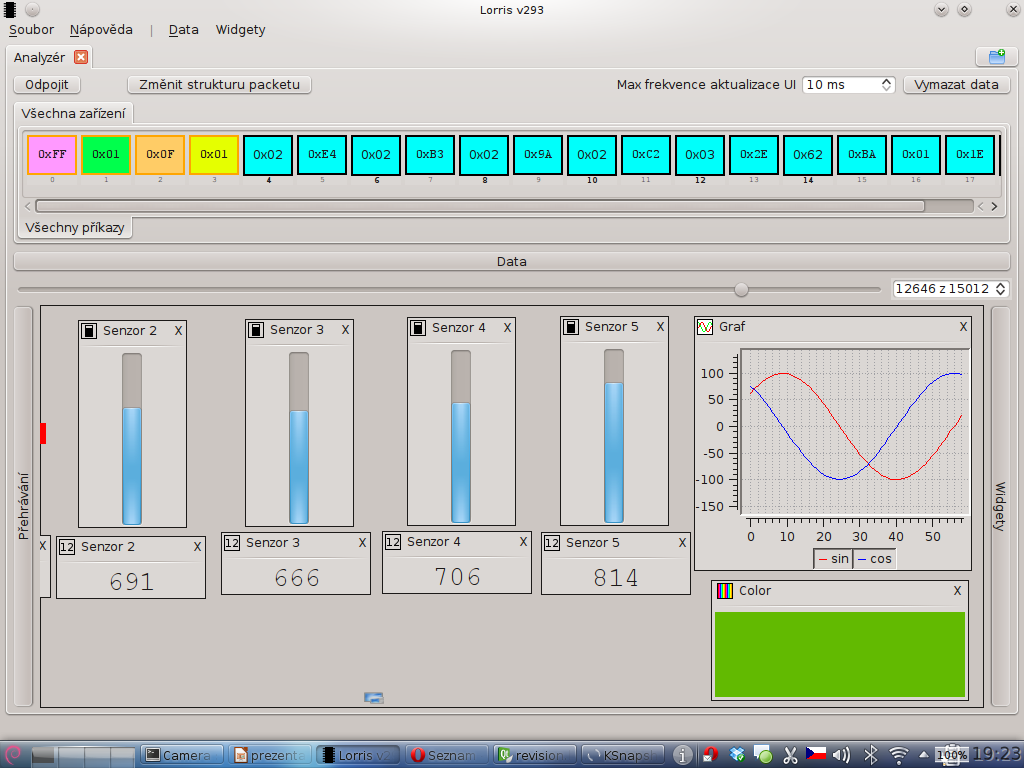 Lorris v293
Soubor Nápověda | Data Widgety
Analyzér
Odpojit Změnit strukturu packetu Max frekvence aktualizace UI 10 ms Vymazat data
Všechna zařízení
0xFF 0x01 0x0F 0x01 0x02 0xE4 0x02 0xB3 0x02 0x9A 0x02 0xC2 0x03 0x2E 0x62 0xBA 0x01 0x1E
0 1 2 3 4 5 6 7 8 9 10 11 12 13 14 15 16 17
Všechny příkazy
Data
12646 z 15012
Přehrávání
Senzor 2 X
Senzor 3 X
Senzor 4 X
Senzor 5 X
Graf X
100
50
0
-50
-100
-150
0 10 20 30 40 50
sin cos
Widgety
X
12 Senzor 2 X
691
12 Senzor 3 X
666
12 Senzor 4 X
706
12 Senzor 5 X
814
Color X
Camera prezenta Lorris v2 Seznam revision KSnaps 100% 19:23